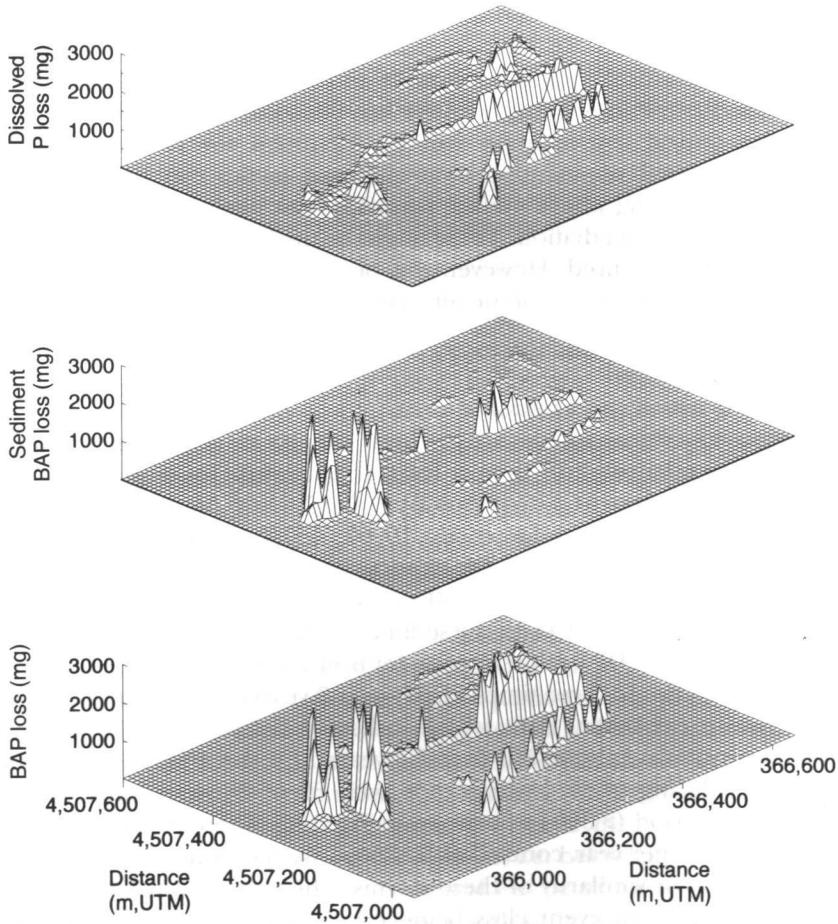 Dissolved
P loss (mg)
3000
2000
1000
Sediment
BAP loss (mg)
3000
2000
1000
BAP loss (mg)
3000
2000
1000
4,507,600
4,507,400
4,507,200
4,507,000
Distance
(m,UTM)
366,000
366,200
366,400
366,600
Distance
(m,UTM)